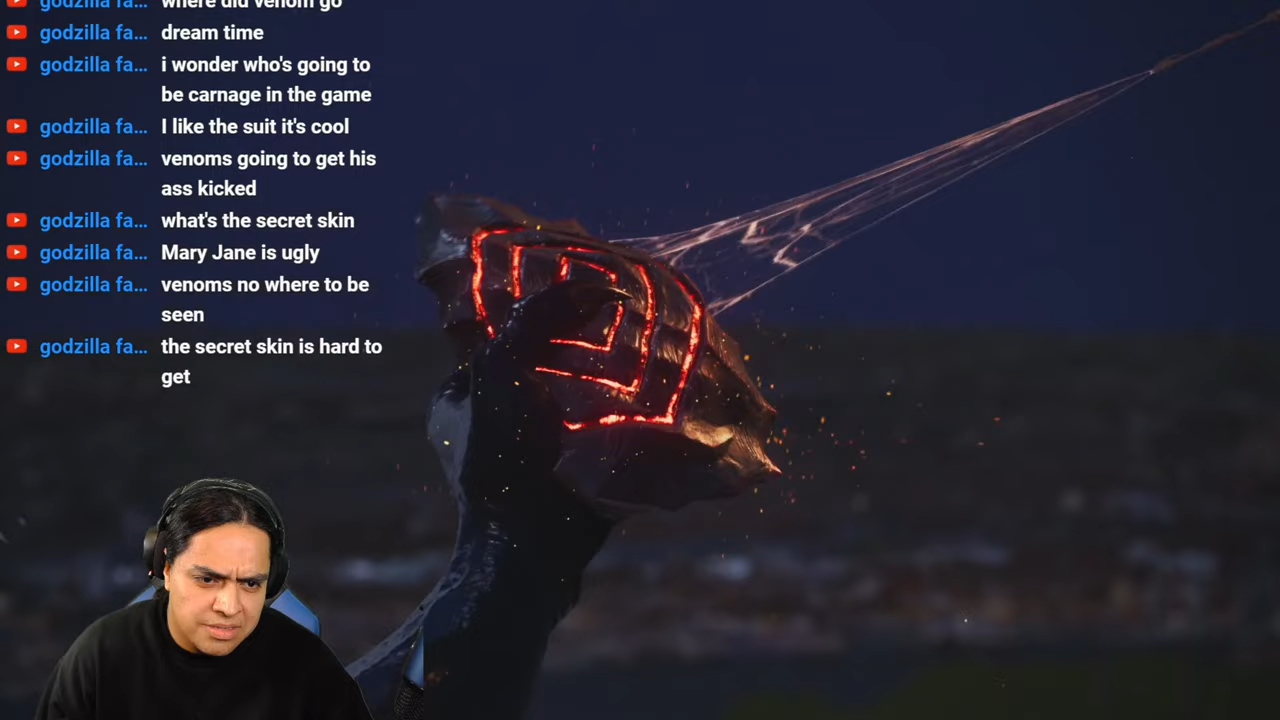 godzilla fa... where did venom go
godzilla fa... dream time
godzilla fa... i wonder who's going to
be carnage in the game
godzilla fa... I like the suit it's cool
godzilla fa... venoms going to get his
ass kicked
godzilla fa... what's the secret skin
godzilla fa... Mary Jane is ugly
godzilla fa... venoms no where to be
seen
godzilla fa... the secret skin is hard to
get